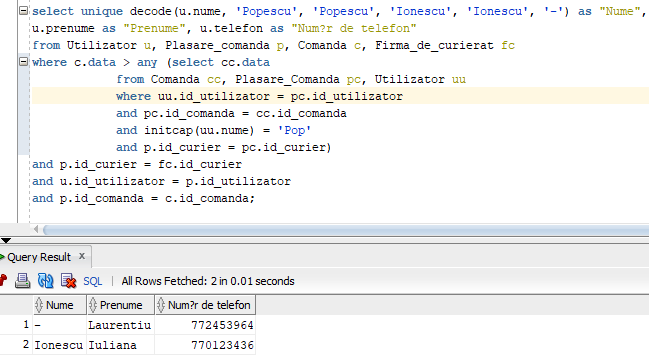 select unique decode(u.nume, 'Popescu', 'Popescu', 'Ionescu', 'Ionescu', '-') as "Nume",
u.prenume as "Prenume", u.telefon as "Num?r de telefon"
from Utilizator u, Plasare_comanda p, Comanda c, Firma_de_curierat fc
where c.data > any (select cc.data
from Comanda cc, Plasare_Comanda pc, Utilizator uu
where uu.id_utilizator = pc.id_utilizator
and pc.id_comanda = cc.id_comanda
and initcap(uu.nume) = 'Pop'
and p.id_curier = pc.id_curier)
and p.id_curier = fc.id_curier
and u.id_utilizator = p.id_utilizator
and p.id_comanda = c.id_comanda;
Query Result x
SQL | All Rows Fetched: 2 in 0.01 seconds
Nume Prenume Num?r de telefon
1 - Laurentiu 772453964
2 Ionescu Iuliana 770123436